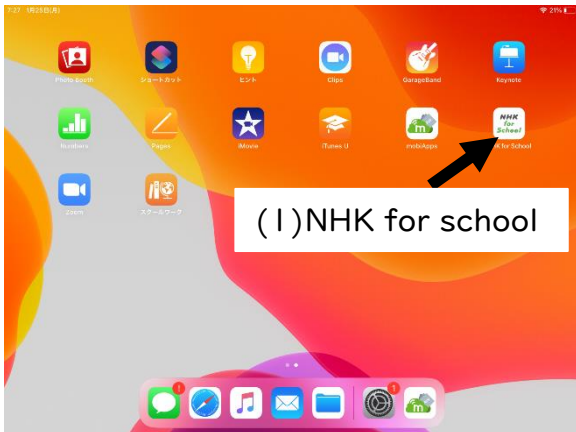 7:27 1月25日(月)
21%
Photo Booth
ショートカット
ヒント
Clips
GarageBand
Keynote
NHK
for
School
Numbers
Pages
iMovie
iTunes U
mobiApps
NHK for School
Zoom
スクールワーク
(1)NHK for school
1
1
m
m